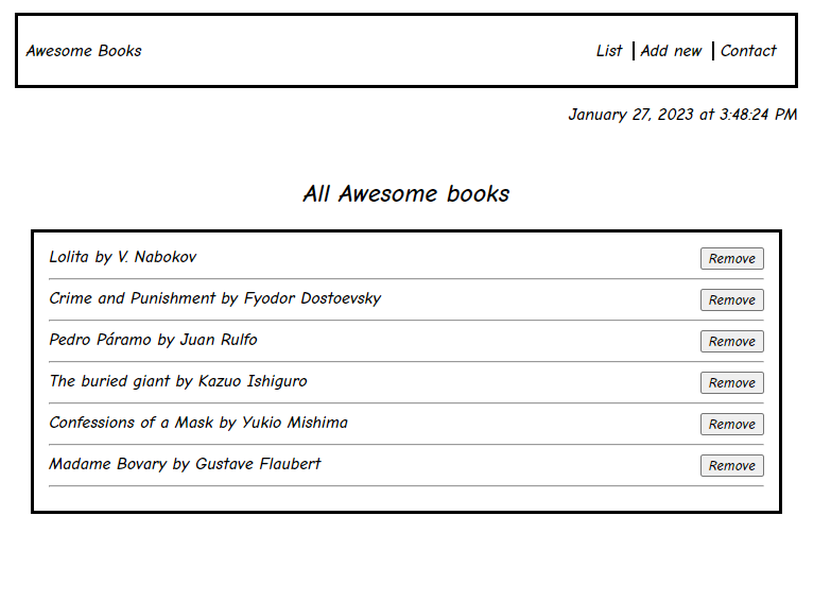 Awesome Books
List | Add new | Contact
January 27, 2023 at 3:48:24 PM
All Awesome books
Lolita by V. Nabokov Remove
Crime and Punishment by Fyodor Dostoevsky Remove
Pedro Páramo by Juan Rulfo Remove
The buried giant by Kazuo Ishiguro Remove
Confessions of a Mask by Yukio Mishima Remove
Madame Bovary by Gustave Flaubert Remove